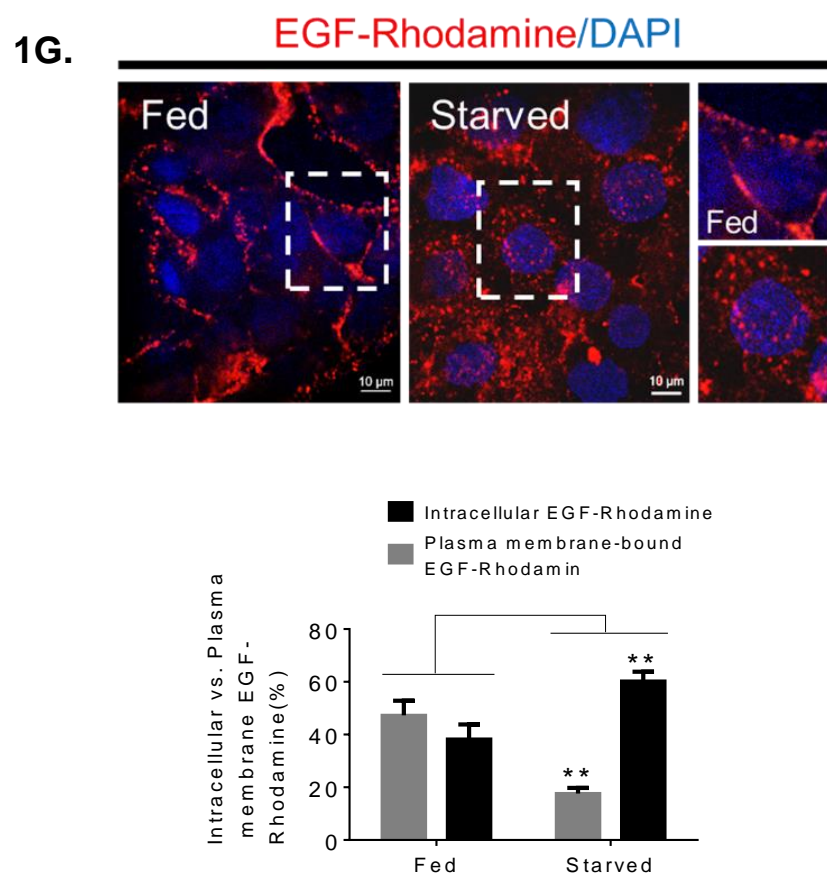 1G.
EGF-Rhodamine/DAPI
Fed
Starved
Fed
10 µm
10 µm
Intracellular EGF-Rhodamine
Plasma membrane-bound
EGF-Rhodamin
Intracellular vs. Plasma
membrane EGF-
Rhodamine(%)
80
60
40
20
0
**
**
Fed
Starved